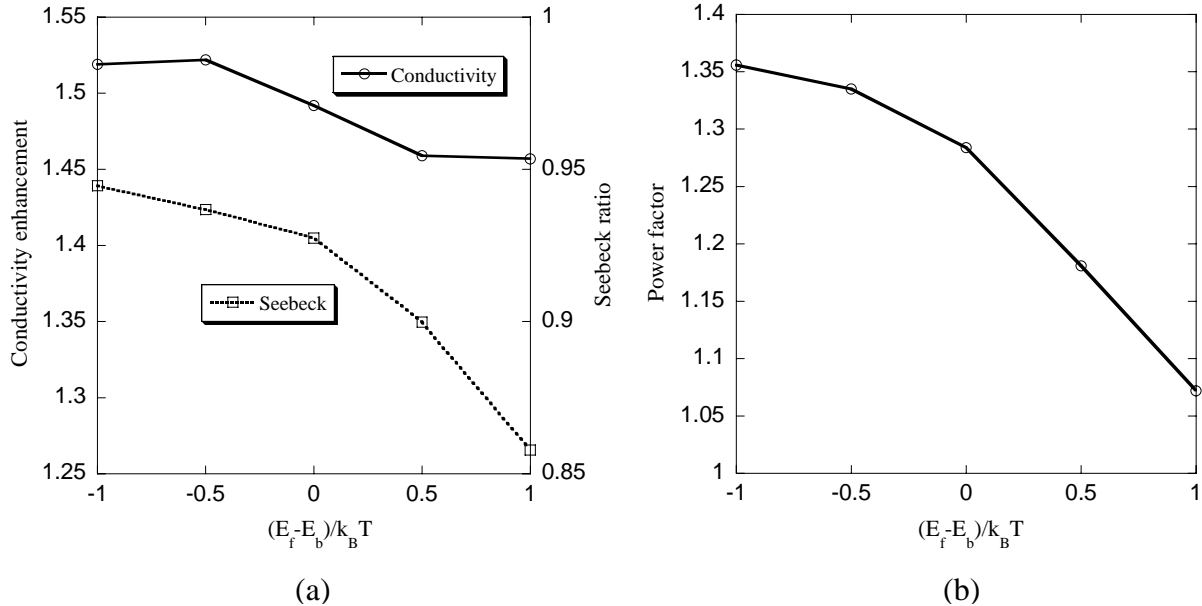 1.55
1.5
1.45
1.4
1.35
1.3
1.25
Conductivity enhancement
Conductivity
Seebeck
1
0.95
0.9
0.85
Seebeck ratio
-1 -0.5 0 0.5 1
(E_f-E_b)/k_BT
(a)
1.4
1.35
1.3
1.25
1.2
1.15
1.1
1.05
1
Power factor
-1 -0.5 0 0.5 1
(E_f-E_b)/k_BT
(b)